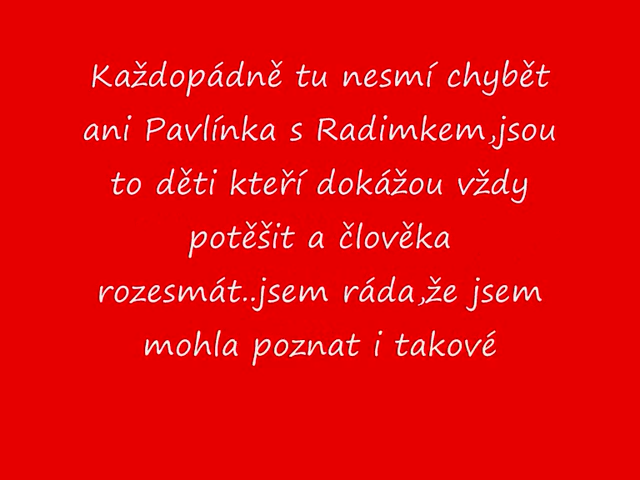 Každopádně tu nesmí chybět
ani Pavlínka s Radimkem,jsou
to děti kteří dokážou vždy
potěšit a člověka
rozesmát..jsem ráda,že jsem
mohla poznat i takové